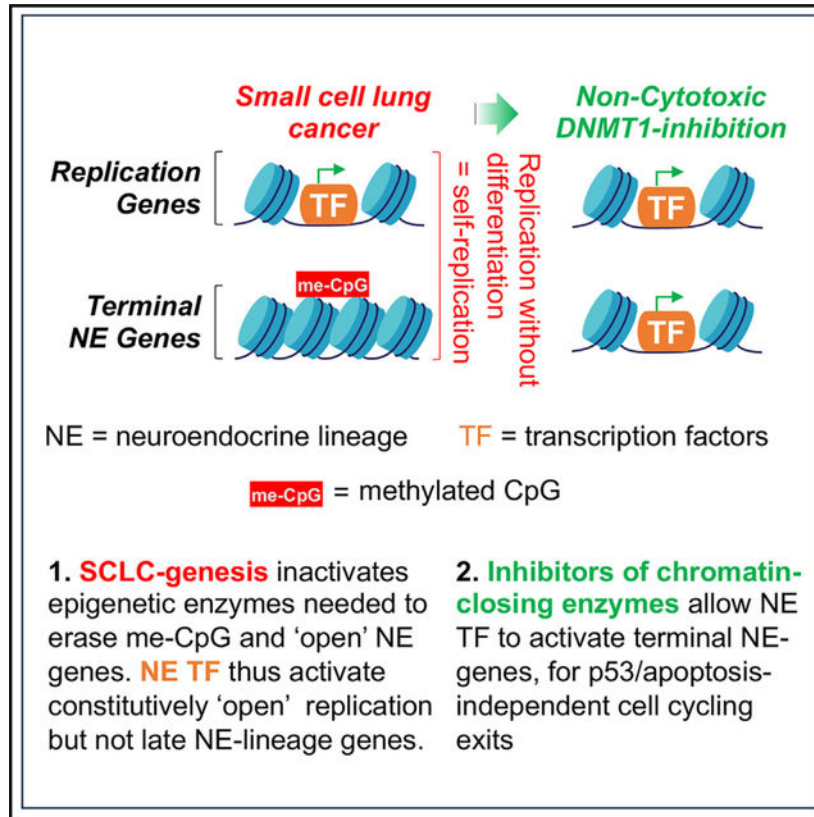 Small cell lung
cancer
Non-Cytotoxic
DNMT1-inhibition
Replication
Genes
TF
TF
Replication without
differentiation
= self-replication
Terminal
NE Genes
me-CpG
TF
NE = neuroendocrine lineage
TF = transcription factors
me-CpG = methylated CpG
1. SCLC-genesis inactivates
epigenetic enzymes needed to
erase me-CpG and ‘open’ NE
genes. NE TF thus activate
constitutively ‘open’ replication
but not late NE-lineage genes.
2. Inhibitors of chromatin-
closing enzymes allow NE
TF to activate terminal NE-
genes, for p53/apoptosis-
independent cell cycling
exits